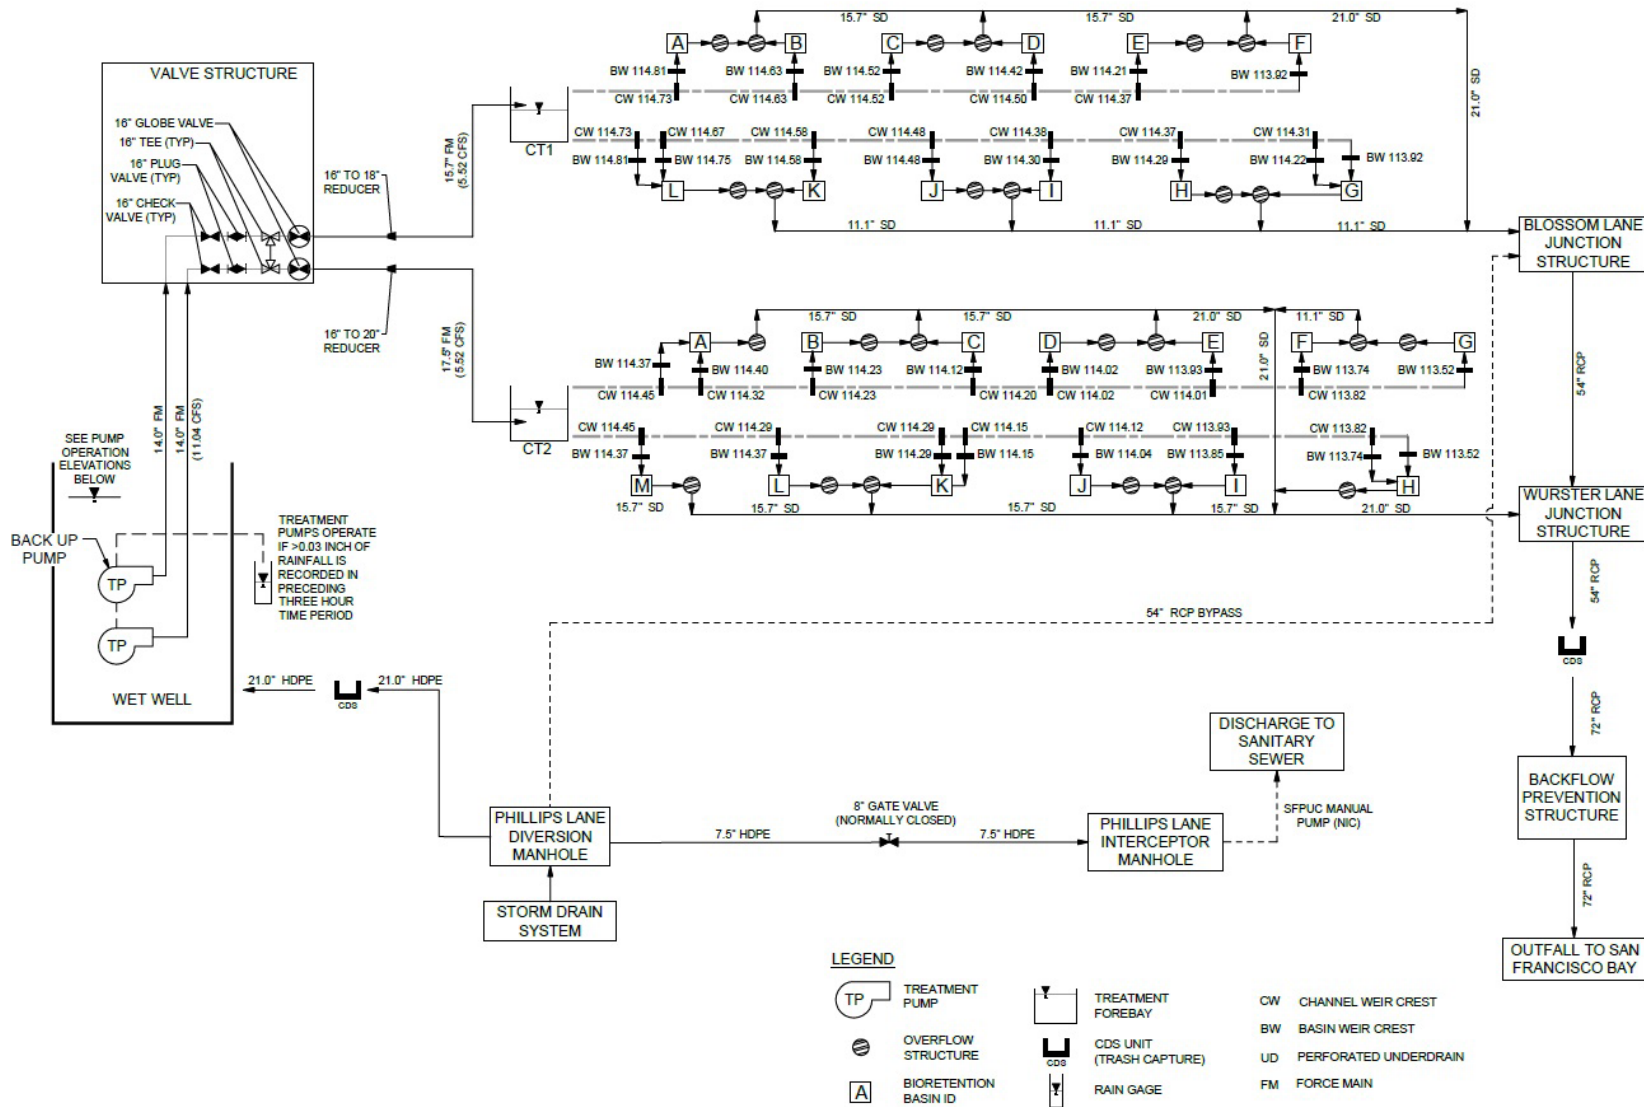 15.7" SD
15.7" SD
21.0" SD
A
B
C
D
E
F
BW 114.81
BW 114.63
BW 114.52
BW 114.42
BW 114.21
BW 113.92
CW 114.73
CW 114.63
CW 114.52
CW 114.50
CW 114.37
21.0" SD
VALVE STRUCTURE
16" GLOBE VALVE
16" TEE (TYP)
16" PLUG
VALVE (TYP)
16" CHECK
VALVE (TYP)
16" TO 18"
REDUCER
15.7" FM
(5.52 CFS)
CT1
CW 114.73
CW 114.67
CW 114.58
CW 114.48
CW 114.38
CW 114.37
CW 114.31
BW 114.81
BW 114.75
BW 114.58
BW 114.48
BW 114.30
BW 114.29
BW 114.22
BW 113.92
L
K
J
I
H
G
11.1" SD
11.1" SD
11.1" SD
BLOSSOM LANE
JUNCTION
STRUCTURE
16" TO 20"
REDUCER
17.5" FM
(5.52 CFS)
15.7" SD
15.7" SD
21.0" SD
11.1" SD
A
B
C
D
E
F
G
BW 114.37
BW 114.40
BW 114.23
BW 114.12
BW 114.02
BW 113.93
BW 113.74
BW 113.52
CW 114.45
CW 114.32
CW 114.23
CW 114.20
CW 114.02
CW 114.01
CW 113.82
21.0" SD
54" RCP
CT2
CW 114.45
CW 114.29
CW 114.29
CW 114.15
CW 114.12
CW 113.93
CW 113.82
BW 114.37
BW 114.37
BW 114.29
BW 114.15
BW 114.04
BW 113.85
BW 113.74
BW 113.52
M
L
K
J
I
H
15.7" SD
15.7" SD
15.7" SD
15.7" SD
21.0" SD
WURSTER LANE
JUNCTION
STRUCTURE
14.0" FM
14.0" FM
(11.04 CFS)
SEE PUMP
OPERATION
ELEVATIONS
BELOW
BACK UP
PUMP
TP
TP
TREATMENT
PUMPS OPERATE
IF >0.03 INCH OF
RAINFALL IS
RECORDED IN
PRECEDING
THREE HOUR
TIME PERIOD
WET WELL
21.0" HDPE
CDS
21.0" HDPE
54" RCP BYPASS
54" RCP
CDS
72" RCP
DISCHARGE TO
SANITARY
SEWER
BACKFLOW
PREVENTION
STRUCTURE
PHILLIPS LANE
DIVERSION
MANHOLE
8" GATE VALVE
(NORMALLY CLOSED)
7.5" HDPE
7.5" HDPE
PHILLIPS LANE
INTERCEPTOR
MANHOLE
SFPUC MANUAL
PUMP (NIC)
72" RCP
STORM DRAIN
SYSTEM
OUTFALL TO SAN
FRANCISCO BAY
LEGEND
TP
TREATMENT
PUMP
OVERFLOW
STRUCTURE
A
BIORETENTION
BASIN ID
TREATMENT
FOREBAY
CDS
CDS UNIT
(TRASH CAPTURE)
RAIN GAGE
CW CHANNEL WEIR CREST
BW BASIN WEIR CREST
UD PERFORATED UNDERDRAIN
FM FORCE MAIN